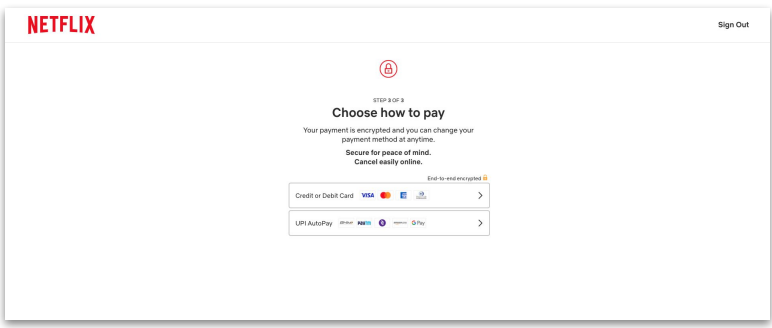 NETFLIX
Sign Out
STEP 3 OF 3
Choose how to pay
Your payment is encrypted and you can change your
payment method at anytime.
Secure for peace of mind.
Cancel easily online.
End-to-end encrypted
Credit or Debit Card VISA
UPI AutoPay Paytm G Pay